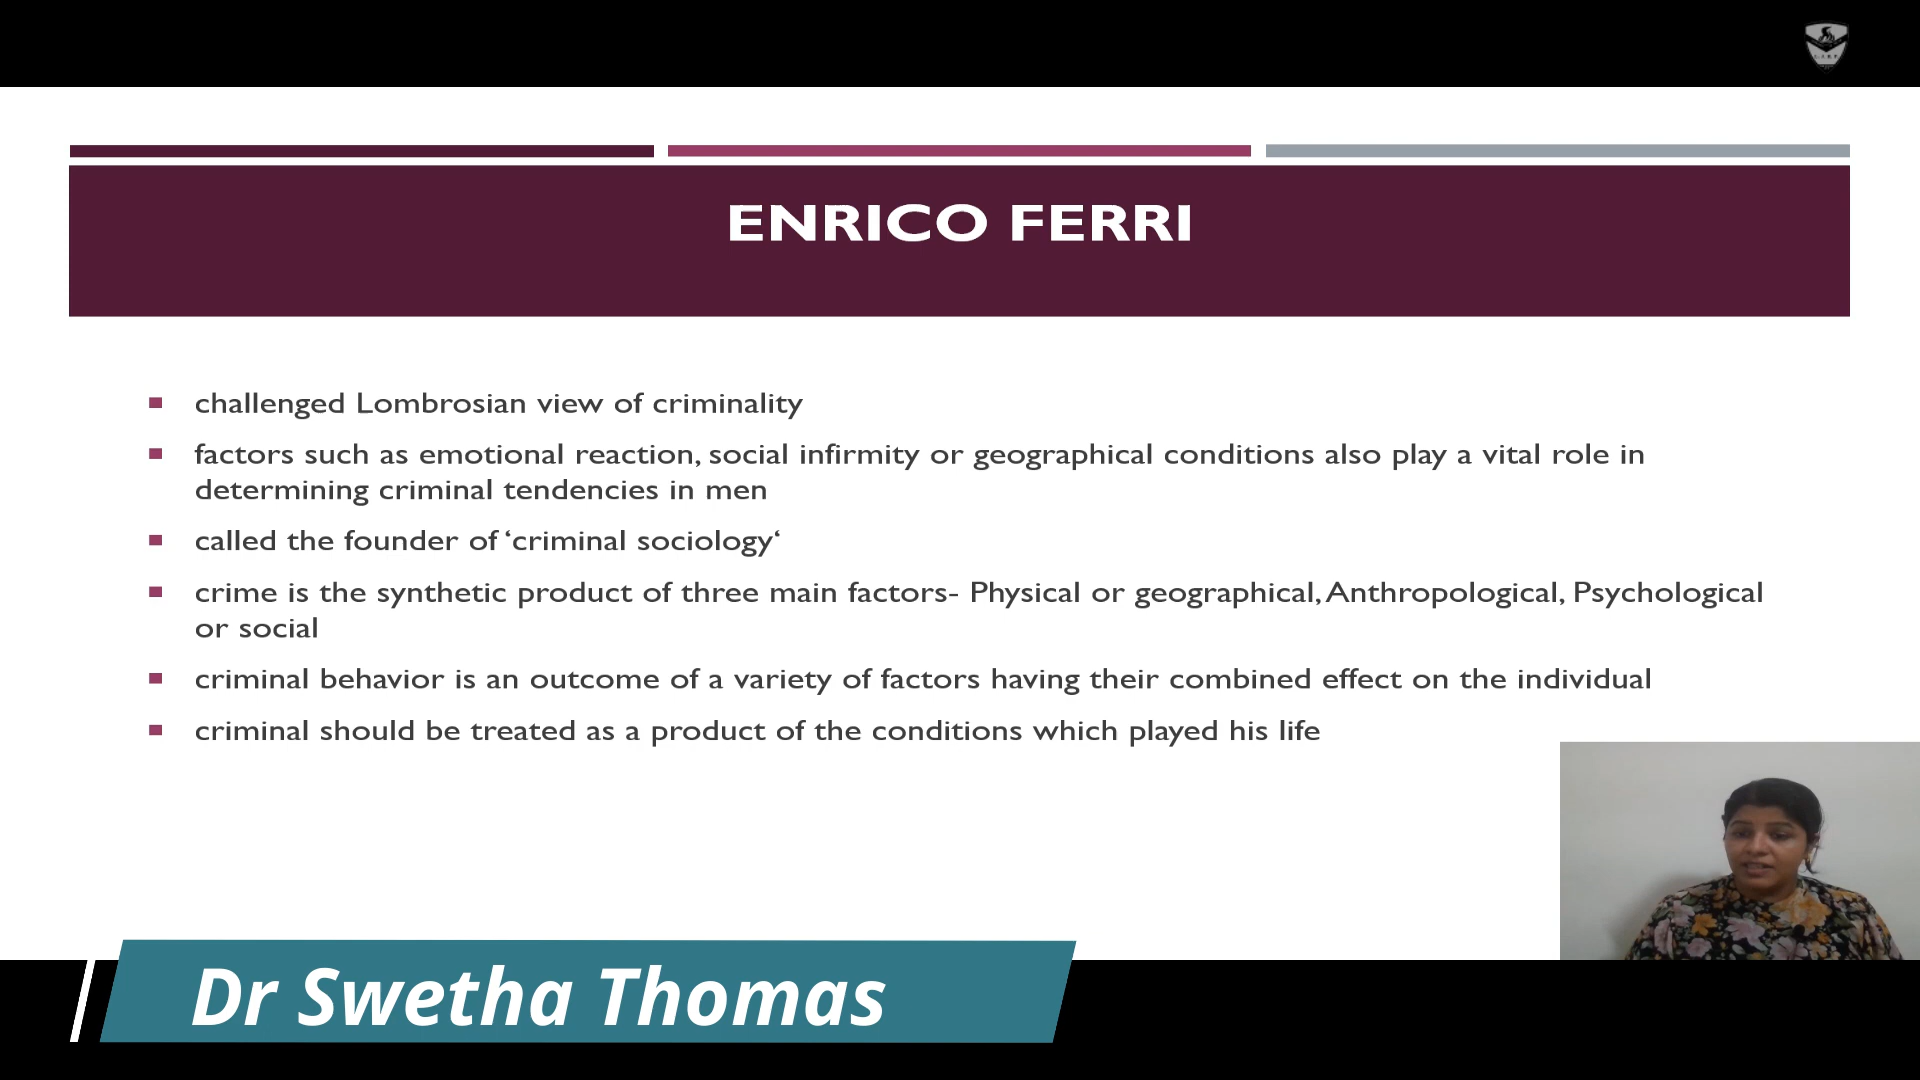 ENRICO FERRI
challenged Lombrosian view of criminality
factors such as emotional reaction, social infirmity or geographical conditions also play a vital role in
determining criminal tendencies in men
called the founder of ‘criminal sociology‘
crime is the synthetic product of three main factors- Physical or geographical, Anthropological, Psychological
or social
criminal behavior is an outcome of a variety of factors having their combined effect on the individual
criminal should be treated as a product of the conditions which played his life
Dr Swetha Thomas